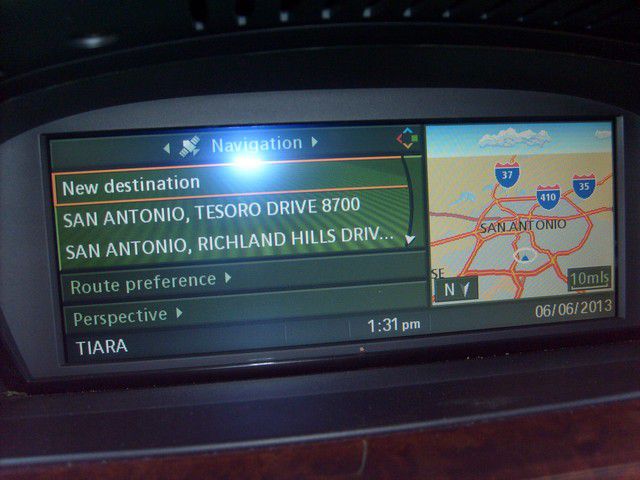 Navigation
New destination
SAN ANTONIO, TESORO DRIVE 8700
SAN ANTONIO, RICHLAND HILLS DRIV...
Route preference
Perspective
TIARA
1:31 pm
37
410
35
SAN ANTONIO
SE
N
10mls
06/06/2013